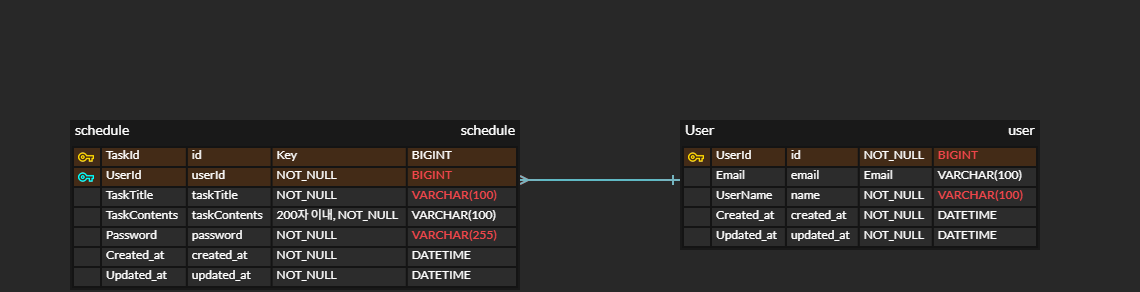 schedule schedule
TaskId id Key BIGINT
UserId userId NOT_NULL BIGINT
TaskTitle taskTitle NOT_NULL VARCHAR(100)
TaskContents taskContents 200자 이내, NOT_NULL VARCHAR(100)
Password password NOT_NULL VARCHAR(255)
Created_at created_at NOT_NULL DATETIME
Updated_at updated_at NOT_NULL DATETIME
User user
UserId id NOT_NULL BIGINT
Email email Email VARCHAR(100)
UserName name NOT_NULL VARCHAR(100)
Created_at created_at NOT_NULL DATETIME
Updated_at updated_at NOT_NULL DATETIME